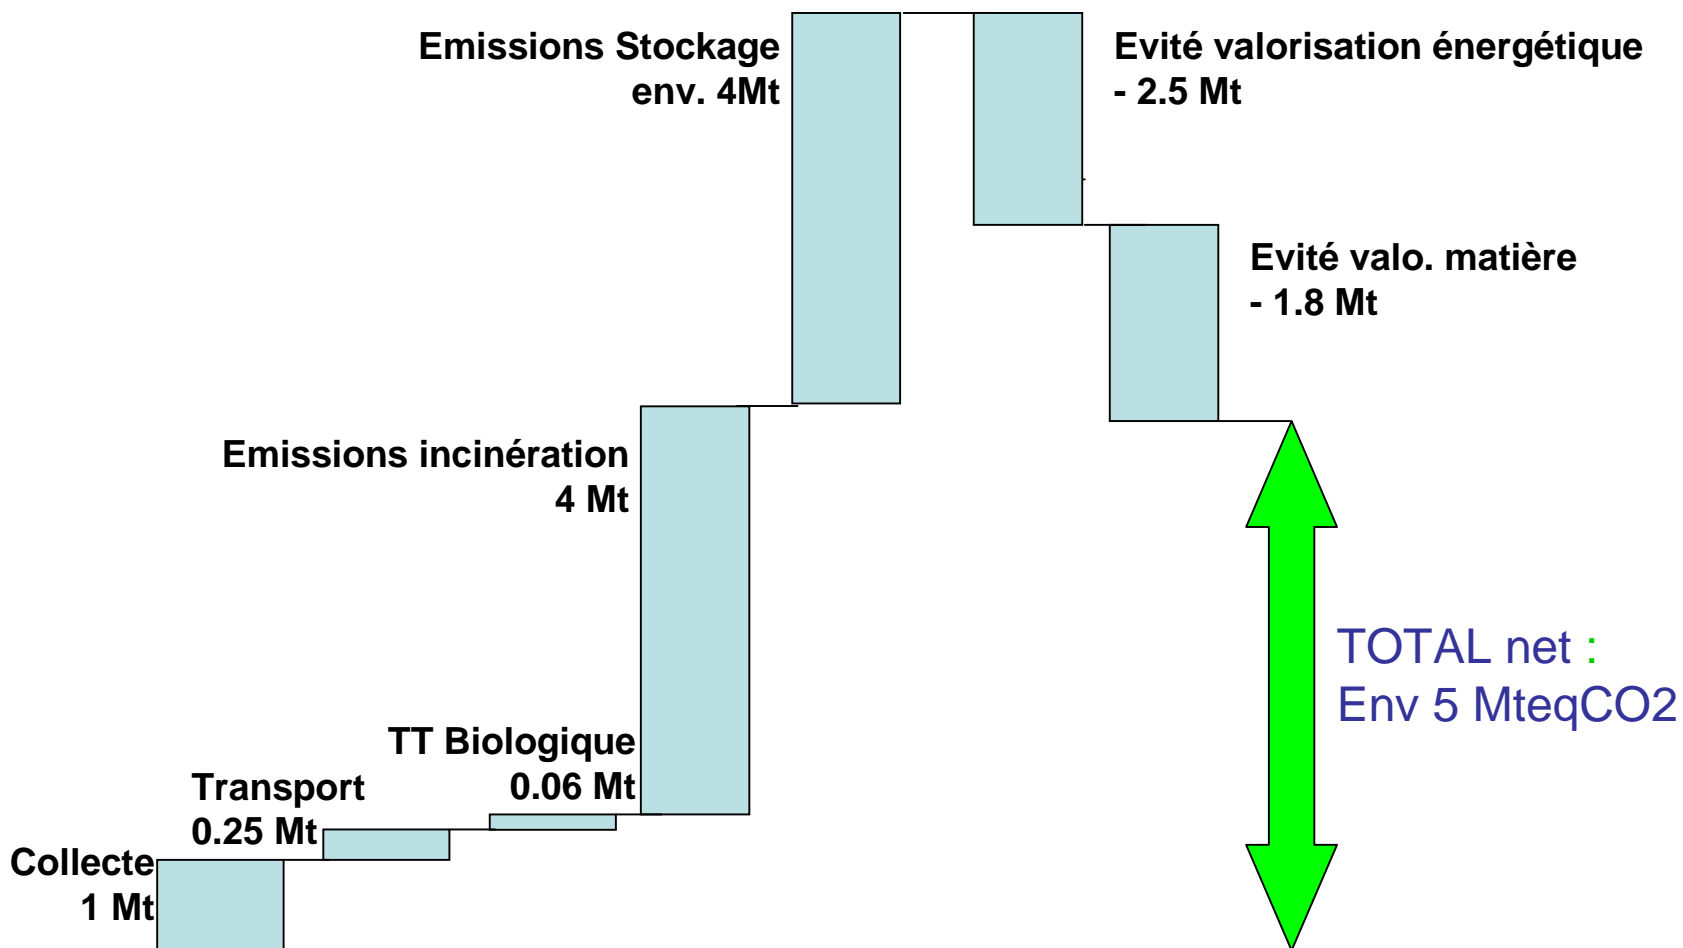 Emissions Stockage
env. 4Mt
Evité valorisation énergétique
- 2.5 Mt
Evité valo. matière
- 1.8 Mt
Emissions incinération
4 Mt
TOTAL net :
Env 5 MteqCO2
TT Biologique
0.06 Mt
Transport
0.25 Mt
Collecte
1 Mt